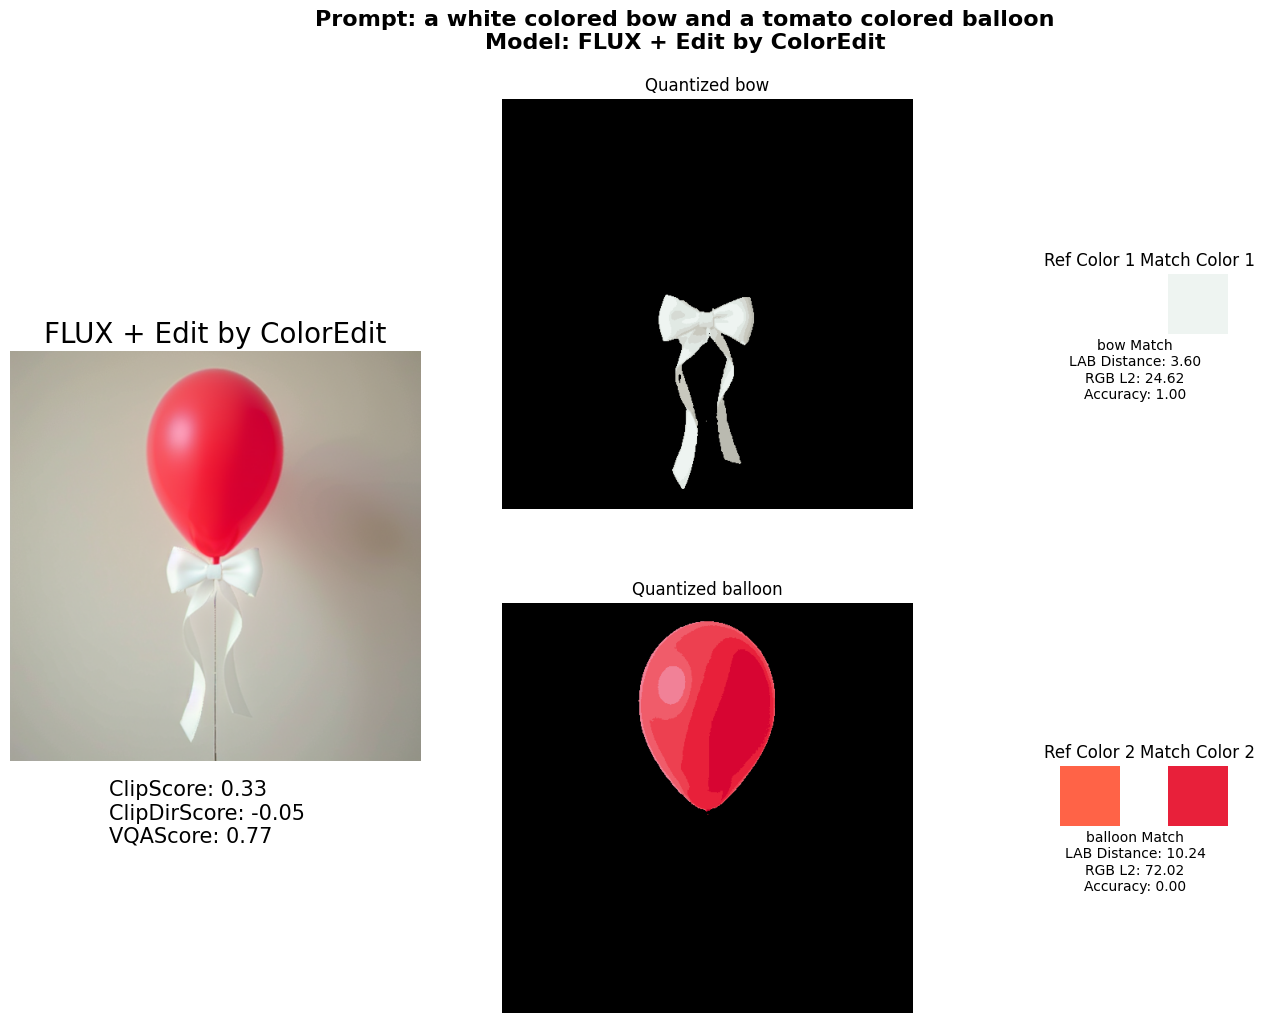 Prompt: a white colored bow and a tomato colored balloon
Model: FLUX + Edit by ColorEdit
FLUX + Edit by ColorEdit
ClipScore: 0.33
ClipDirScore: -0.05
VQAScore: 0.77
Quantized bow
Quantized balloon
Ref Color 1 Match Color 1
bow Match
LAB Distance: 3.60
RGB L2: 24.62
Accuracy: 1.00
Ref Color 2 Match Color 2
balloon Match
LAB Distance: 10.24
RGB L2: 72.02
Accuracy: 0.00